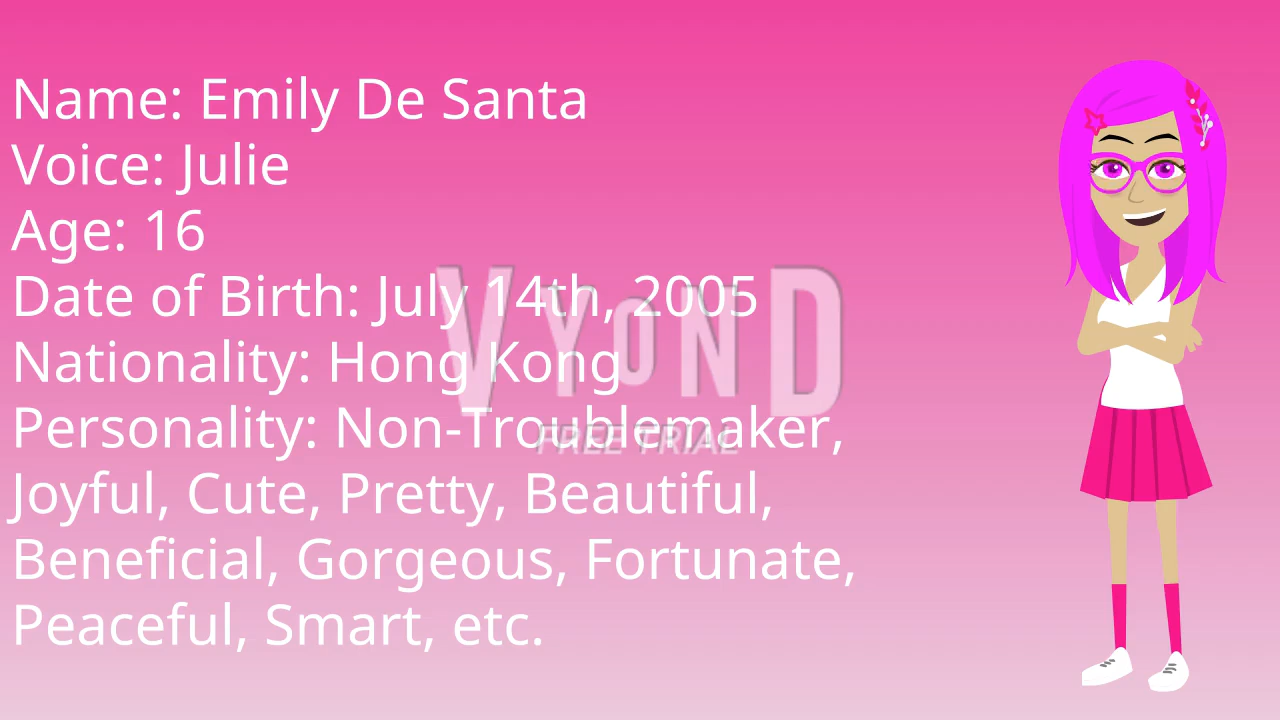 Name: Emily De Santa
Voice: Julie
Age: 16
Date of Birth: July 14th, 2005
Nationality: Hong Kong
Personality: Non-Troublemaker,
Joyful, Cute, Pretty, Beautiful,
Beneficial, Gorgeous, Fortunate,
Peaceful, Smart, etc.
VYOND
FREE TRIAL